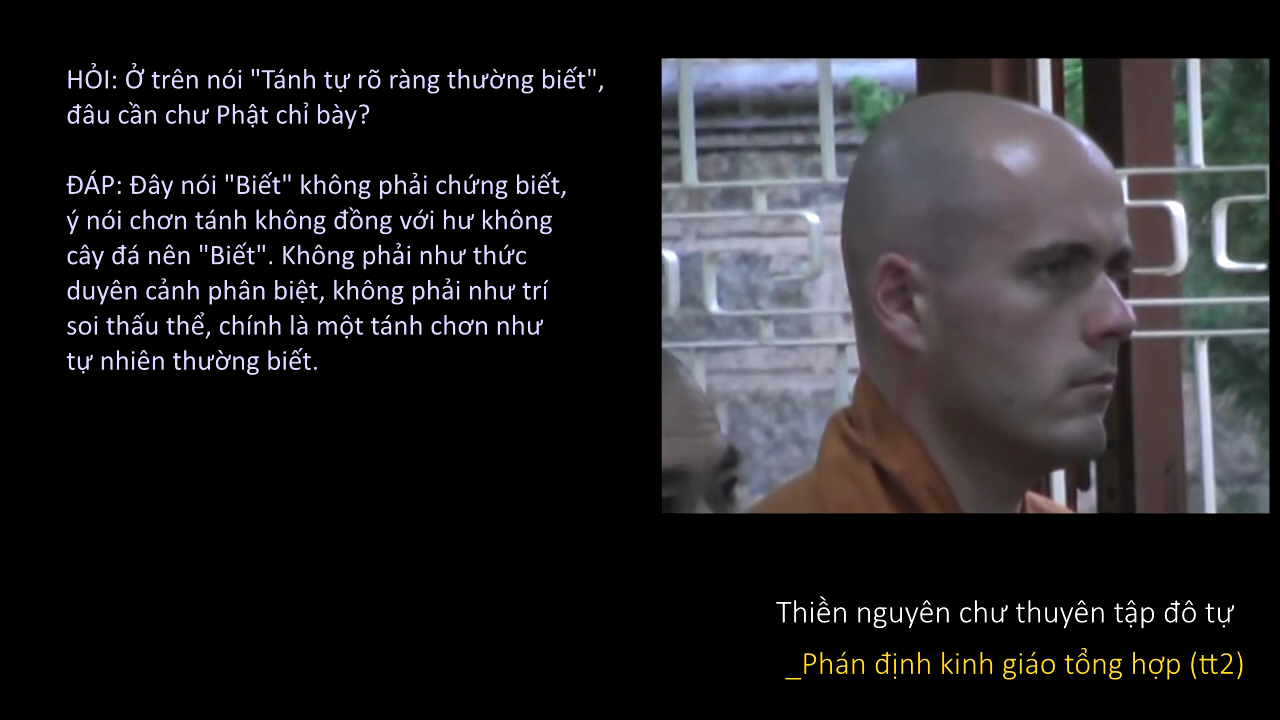 HỎI: Ở trên nói "Tánh tự rõ ràng thường biết",
đâu cần chư Phật chỉ bày?
ĐÁP: Đây nói "Biết" không phải chứng biết,
ý nói chơn tánh không đồng với hư không
cây đá nên "Biết". Không phải như thức
duyên cảnh phân biệt, không phải như trí
soi thấu thể, chính là một tánh chơn như
tự nhiên thường biết.
Thiền nguyên chư thuyên tập đô tự
_Phán định kinh giáo tổng hợp (tt2)